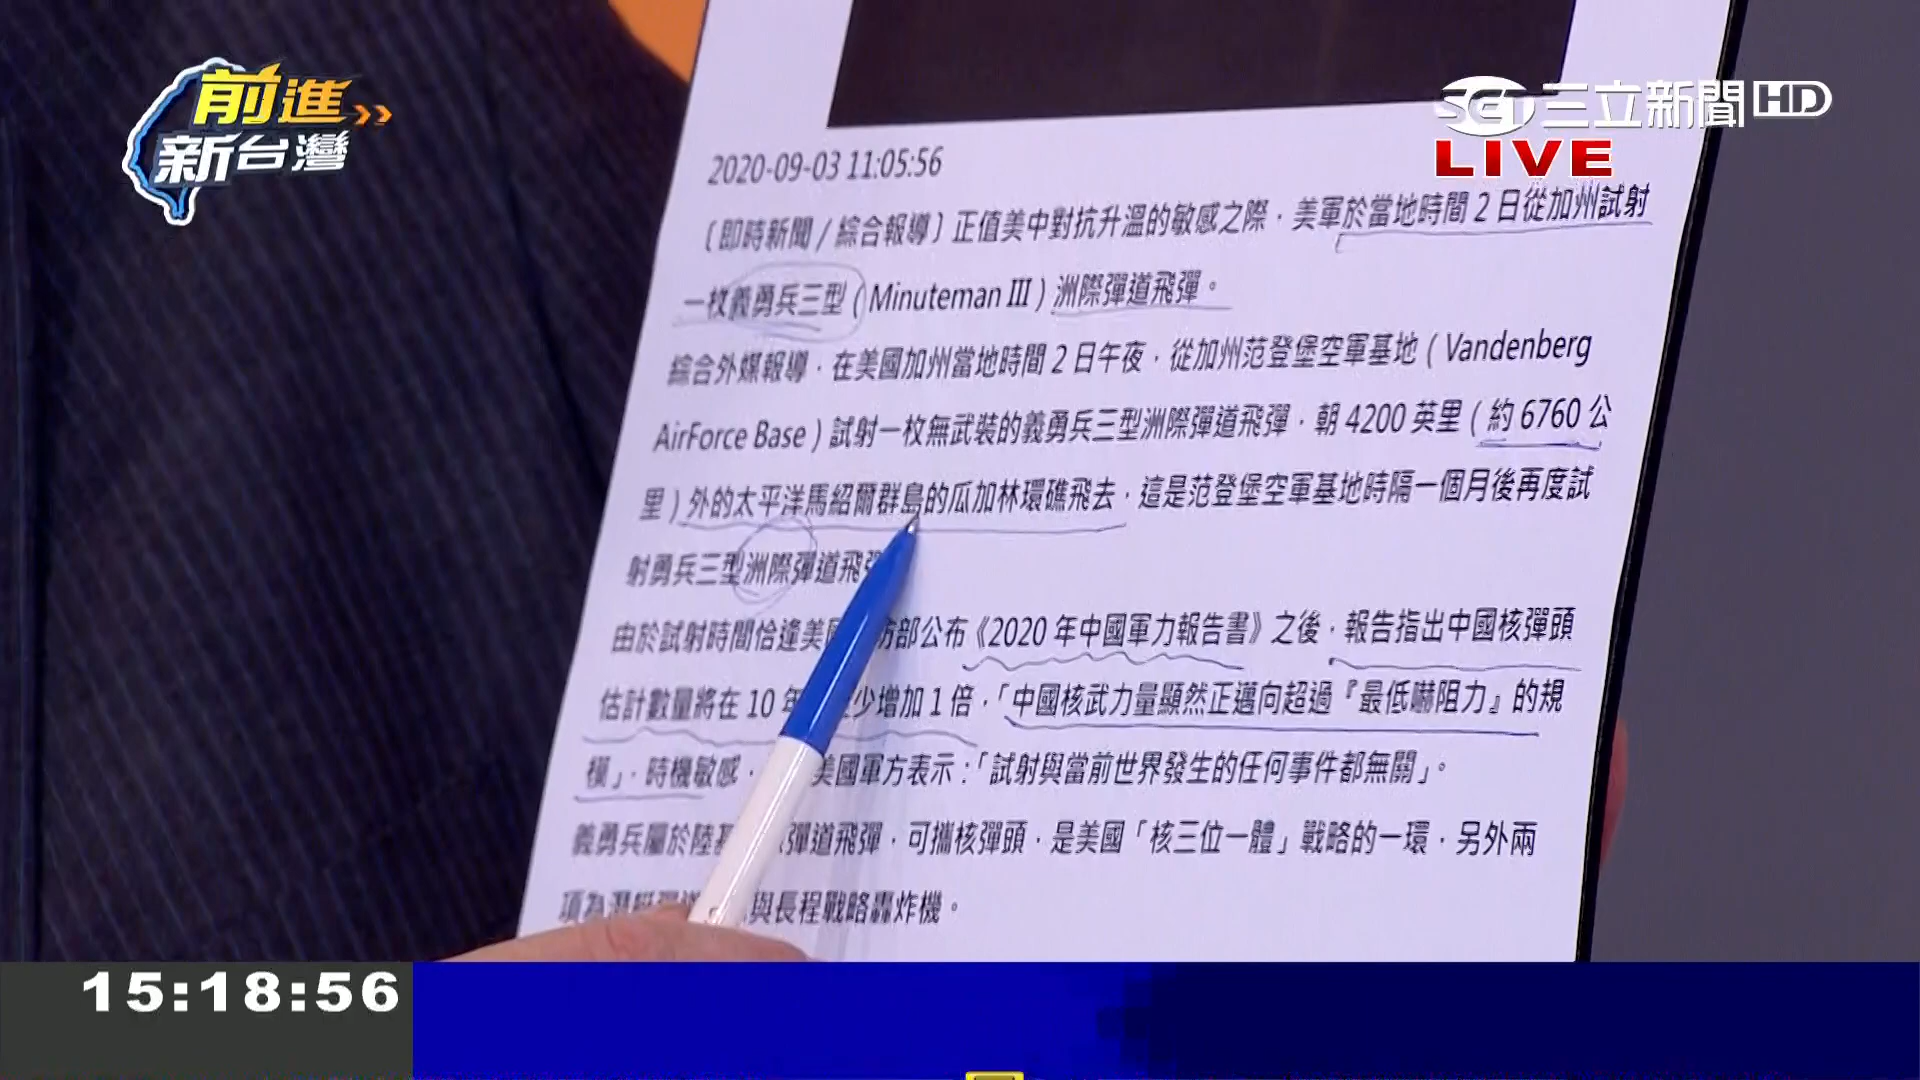 前進
新台灣
SET三立新聞HD
LIVE
2020-09-03 11:05:56
〔即時新聞／綜合報導〕正值美中對抗升溫的敏感之際，美軍於當地時間2日從加州試射
一枚義勇兵三型（Minuteman III）洲際彈道飛彈。
綜合外媒報導，在美國加州當地時間2日午夜，從加州范登堡空軍基地（Vandenberg
AirForce Base）試射一枚無武裝的義勇兵三型洲際彈道飛彈，朝4200英里（約6760公
里）外的太平洋馬紹爾群島的瓜加林環礁飛去，這是范登堡空軍基地時隔一個月後再度試
射勇兵三型洲際彈道飛彈
由於試射時間恰逢美國 防部公布《2020年中國軍力報告書》之後，報告指出中國核彈頭
估計數量將在10年 少增加1倍，「中國核武力量顯然正邁向超過『最低嚇阻力』的規
模」，時機敏感， 美國軍方表示：「試射與當前世界發生的任何事件都無關」。
義勇兵屬於陸基 彈道飛彈，可攜核彈頭，是美國「核三位一體」戰略的一環，另外兩
項為潛艇彈道 與長程戰略轟炸機。
15:18:56